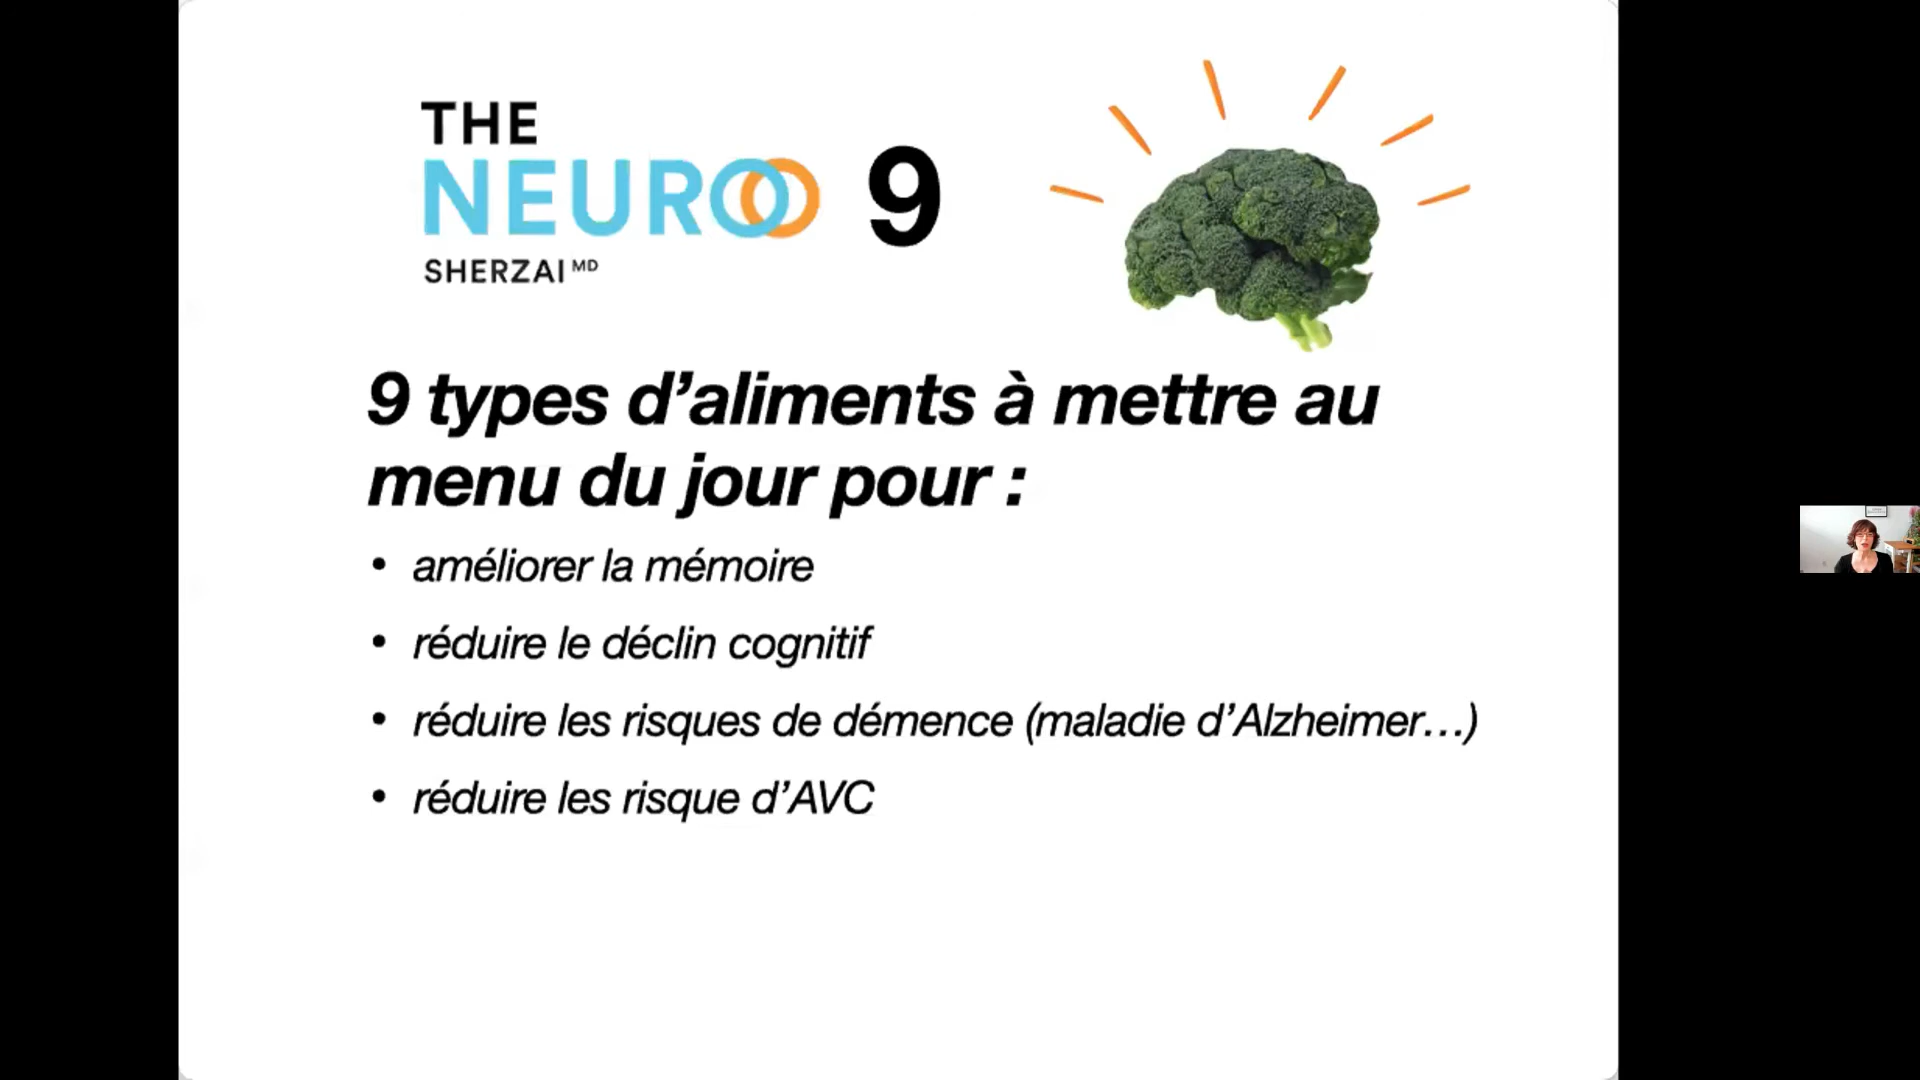 THE
NEURO 9
SHERZAI MD
9 types d’aliments à mettre au
menu du jour pour :
• améliorer la mémoire
• réduire le déclin cognitif
• réduire les risques de démence (maladie d’Alzheimer…)
• réduire les risque d’AVC